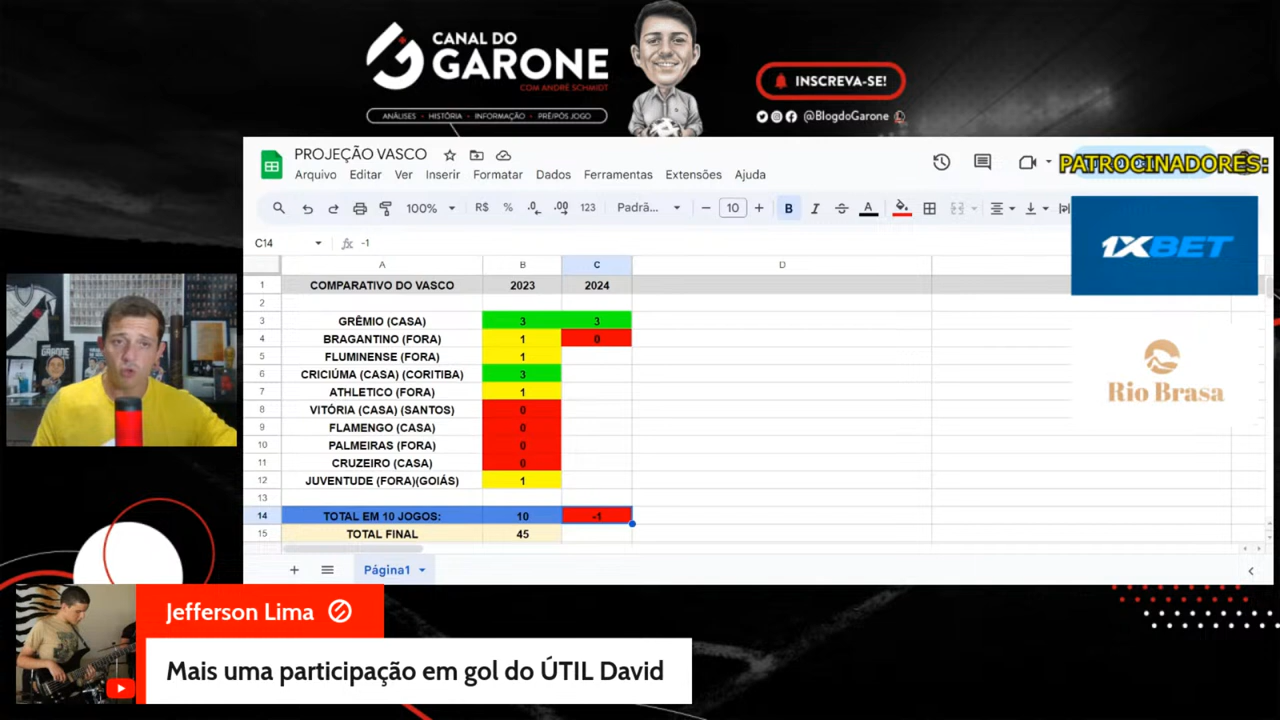 CANAL DO
GARONE
COM ANDRÉ SCHMIDT
ANÁLISES - HISTÓRIA - INFORMAÇÃO - PRÉ/PÓS JOGO
INSCREVA-SE!
@BlogdoGarone
PROJEÇÃO VASCO
Arquivo Editar Ver Inserir Formatar Dados Ferramentas Extensões Ajuda
PATROCINADORES:
100% R$ % .0 .00 123 Padrã... 10 B I A
C14 fx -1
1XBET
A B C D
1 COMPARATIVO DO VASCO 2023 2024
2
3 GRÊMIO (CASA) 3 3
4 BRAGANTINO (FORA) 1 0
5 FLUMINENSE (FORA) 1
6 CRICIÚMA (CASA) (CORITIBA) 3
7 ATHLETICO (FORA) 1
8 VITÓRIA (CASA) (SANTOS) 0
9 FLAMENGO (CASA) 0
10 PALMEIRAS (FORA) 0
11 CRUZEIRO (CASA) 0
12 JUVENTUDE (FORA)(GOIÁS) 1
13
14 TOTAL EM 10 JOGOS: 10 -1
15 TOTAL FINAL 45
Rio Brasa
GARONE
Página1
Jefferson Lima
Mais uma participação em gol do ÚTIL David